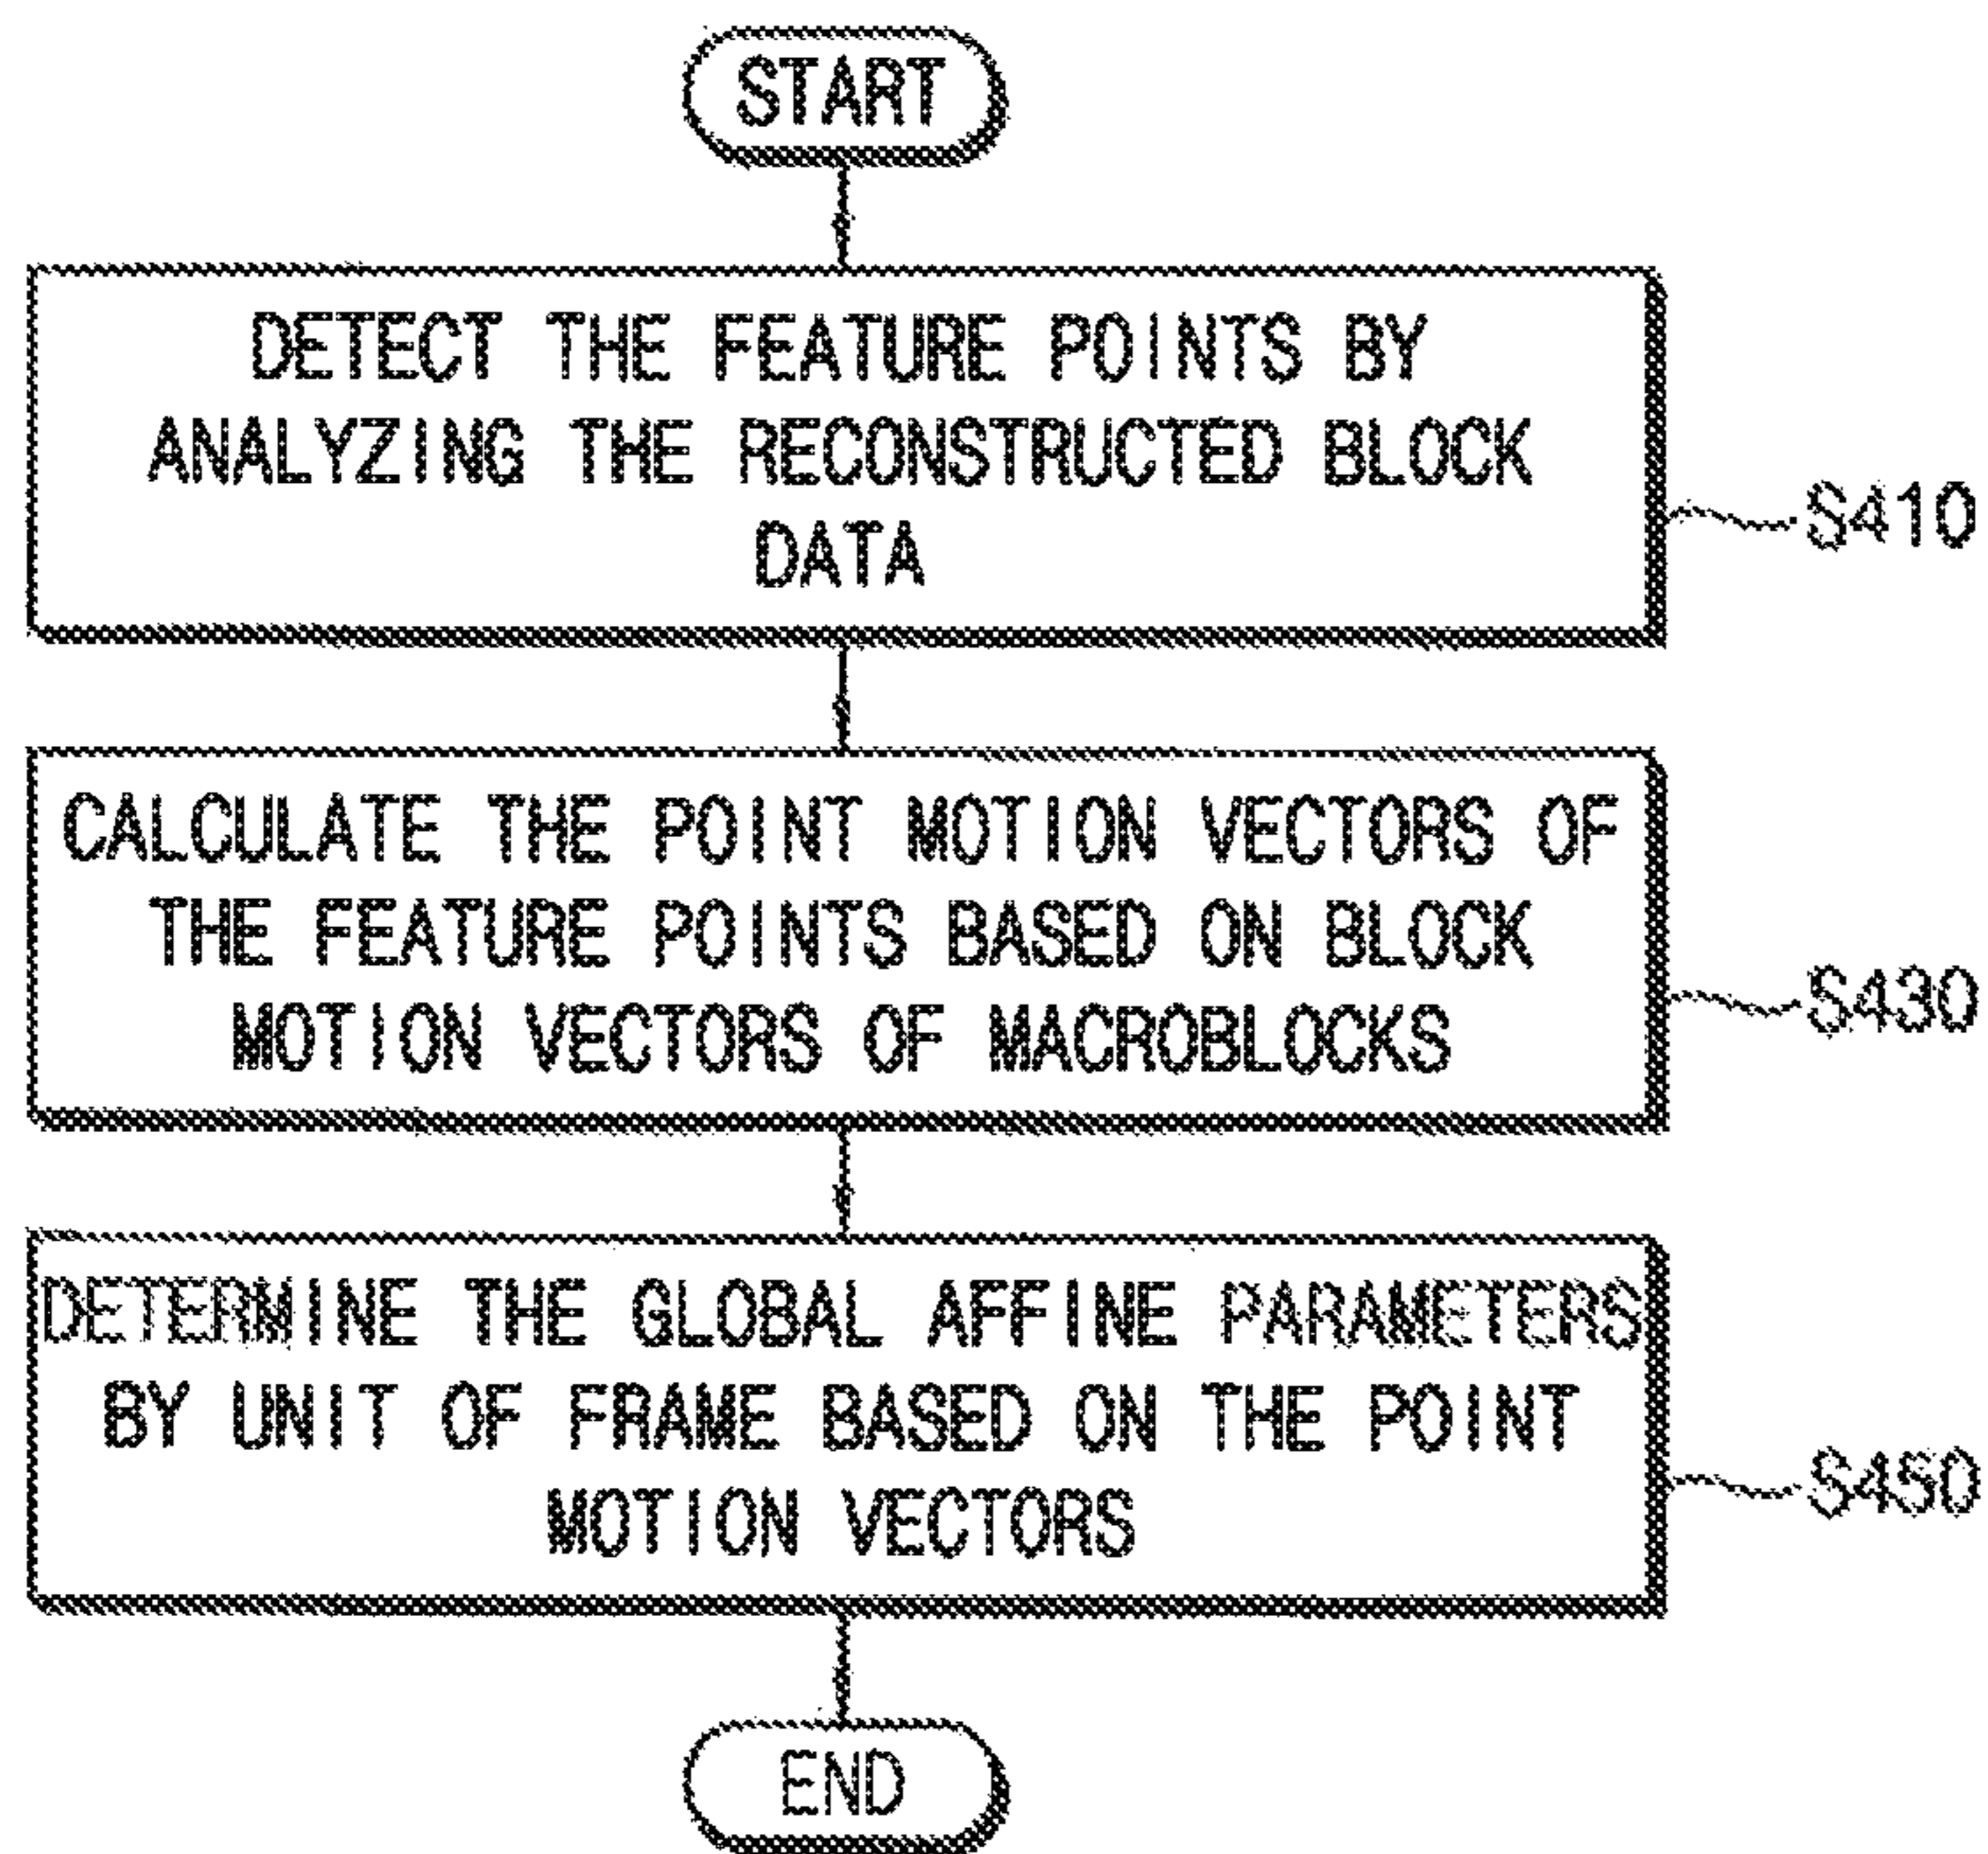 START
DETECT THE FEATURE POINTS BY
ANALYZING THE RECONSTRUCTED BLOCK
DATA
S410
CALCULATE THE POINT MOTION VECTORS OF
THE FEATURE POINTS BASED ON BLOCK
MOTION VECTORS OF MACROBLOCKS
S430
DETERMINE THE GLOBAL AFFINE PARAMETERS
BY UNIT OF FRAME BASED ON THE POINT
MOTION VECTORS
S450
END